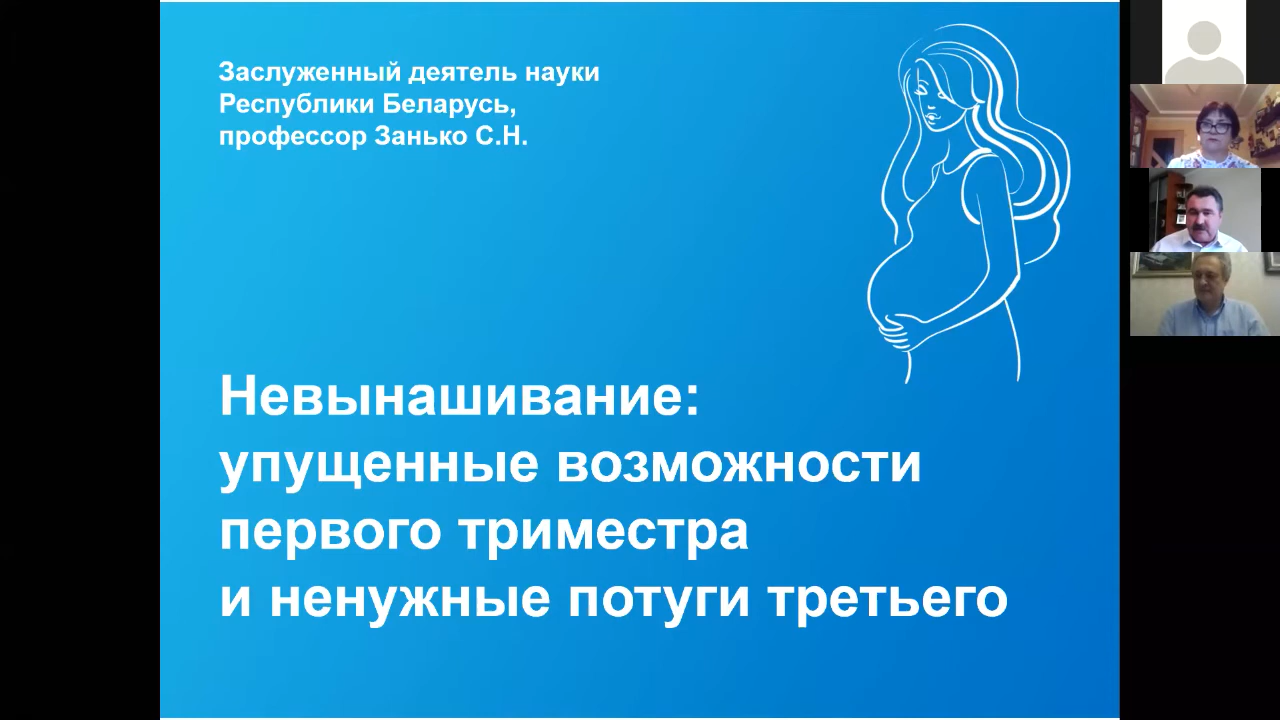 Заслуженный деятель науки
Республики Беларусь,
профессор Занько С.Н.
Невынашивание:
упущенные возможности
первого триместра
и ненужные потуги третьего